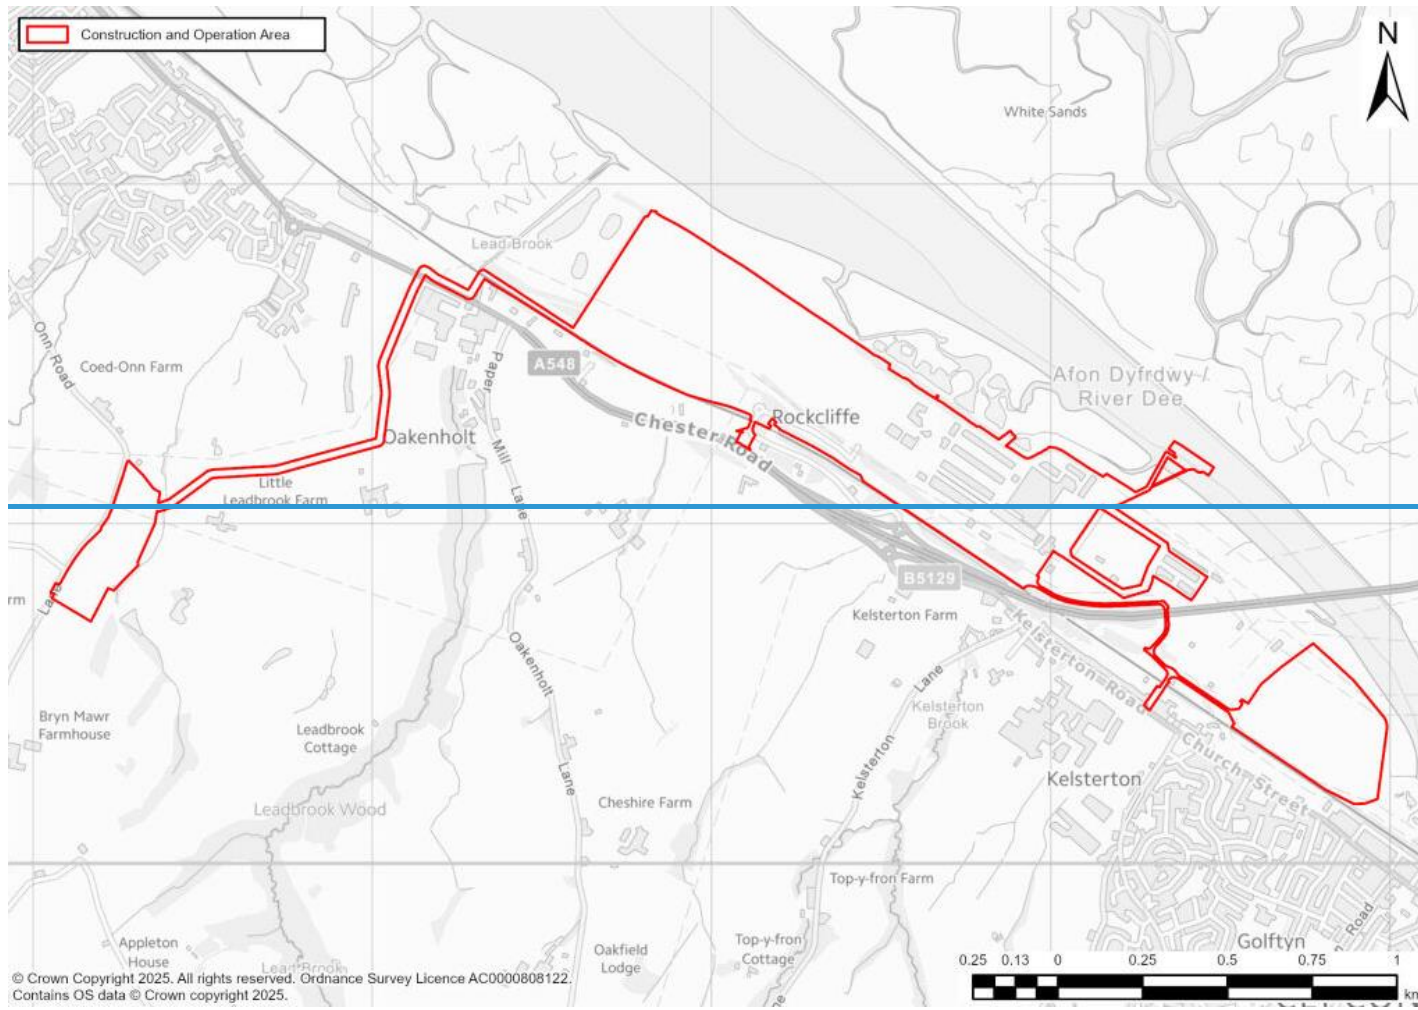 Construction and Operation Area
N
White Sands
Lead Brook
Onn Road
Coed-Onn Farm
A548
Paper Mill Lane
Afon Dyfrdwy /
River Dee
Rockcliffe
Chester Road
Oakenholt
Little
Leadbrook Farm
B5129
Lane
Kelsterton Farm
Kelsterton Road
Oakenholt Lane
Kelsterton Lane
Kelsterton
Brook
Bryn Mawr
Farmhouse
Leadbrook
Cottage
Church Street
Kelsterton
Leadbrook Wood
Cheshire Farm
Top-y-fron Farm
Appleton
House
Oakfield
Lodge
Top-y-fron
Cottage
Golftyn
Road
Lead Brook
0.25 0.13 0 0.25 0.5 0.75 1
km
© Crown Copyright 2025. All rights reserved. Ordnance Survey Licence AC0000808122.
Contains OS data © Crown copyright 2025.